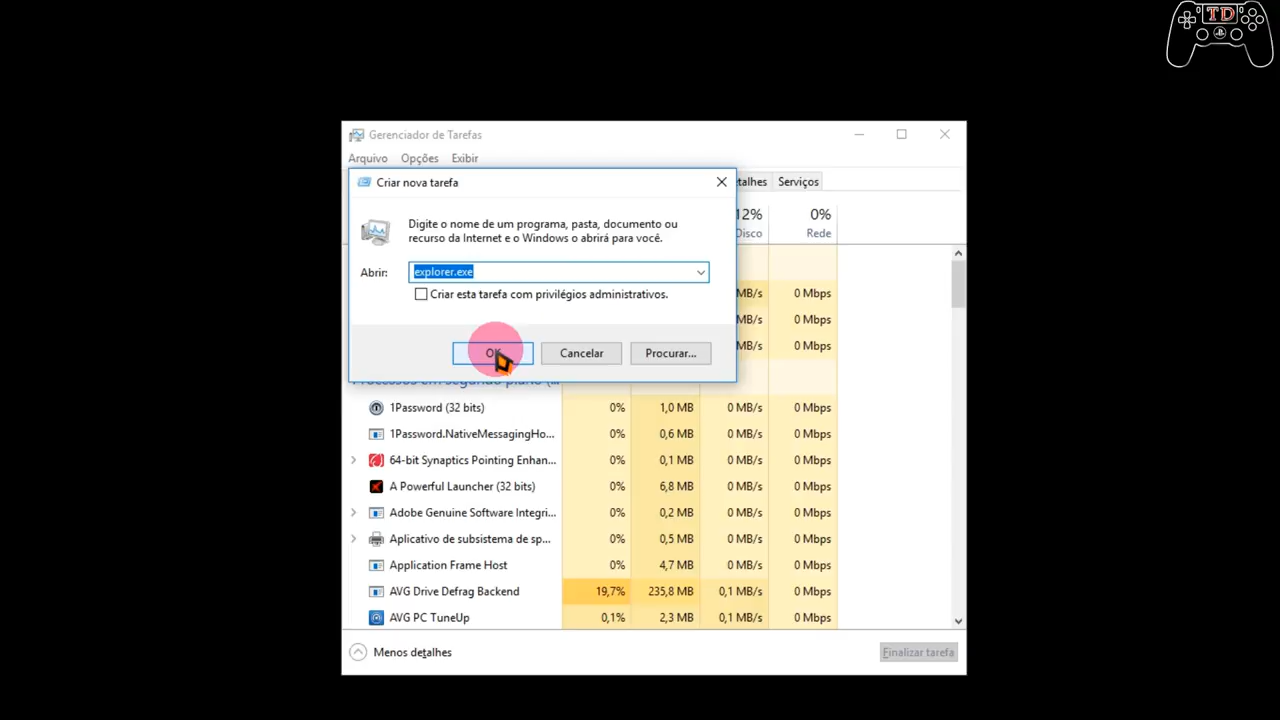 TD
Gerenciador de Tarefas
Arquivo Opções Exibir
Criar nova tarefa
talhes Serviços
Digite o nome de um programa, pasta, documento ou
recurso da Internet e o Windows o abrirá para você.
12% 0%
Disco Rede
Abrir: explorer.exe
Criar esta tarefa com privilégios administrativos.
MB/s 0 Mbps
MB/s 0 Mbps
MB/s 0 Mbps
OK Cancelar Procurar...
Processos em segundo plano (...
1Password (32 bits) 0% 1,0 MB 0 MB/s 0 Mbps
1Password.NativeMessagingHo... 0% 0,6 MB 0 MB/s 0 Mbps
64-bit Synaptics Pointing Enhan... 0% 0,1 MB 0 MB/s 0 Mbps
A Powerful Launcher (32 bits) 0% 6,8 MB 0 MB/s 0 Mbps
Adobe Genuine Software Integri... 0% 0,2 MB 0 MB/s 0 Mbps
Aplicativo de subsistema de sp... 0% 0,5 MB 0 MB/s 0 Mbps
Application Frame Host 0% 4,7 MB 0 MB/s 0 Mbps
AVG Drive Defrag Backend 19,7% 235,8 MB 0,1 MB/s 0 Mbps
AVG PC TuneUp 0,1% 2,3 MB 0,1 MB/s 0 Mbps
Menos detalhes Finalizar tarefa